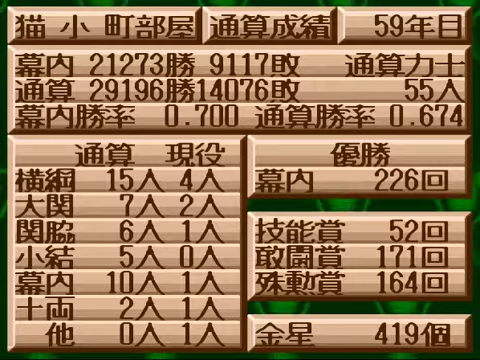 猫小町部屋 通算成績 59年目
幕内 21273勝 9117敗 通算力士
通算 29196勝14076敗 55人
幕内勝率 0.700 通算勝率 0.674
通算 現役
横綱 15人 4人
大関 7人 2人
関脇 6人 1人
小結 5人 0人
幕内 10人 1人
十両 2人 1人
他 0人 1人
優勝
幕内 226回
技能賞 52回
敢闘賞 171回
殊勲賞 164回
金星 419個